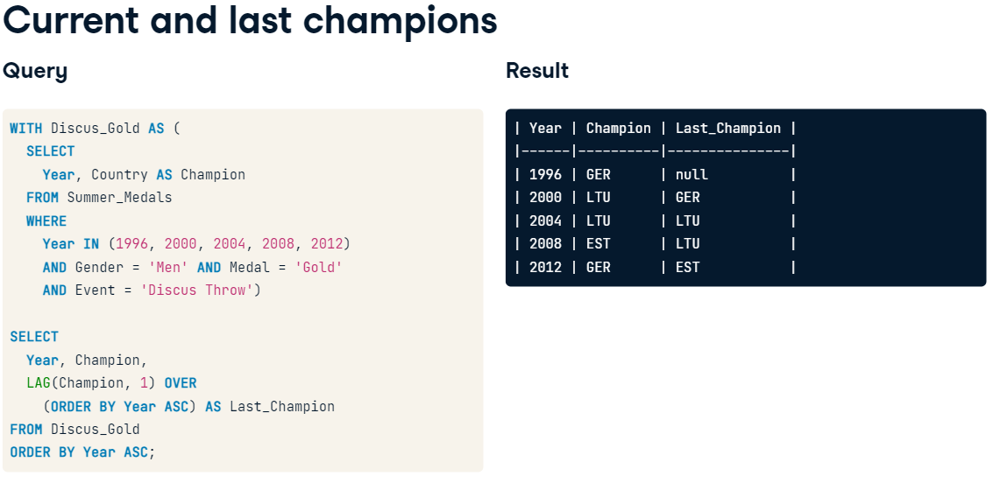 Current and last champions
Query
WITH Discus_Gold AS (
  SELECT
    Year, Country AS Champion
  FROM Summer_Medals
  WHERE
    Year IN (1996, 2000, 2004, 2008, 2012)
    AND Gender = 'Men' AND Medal = 'Gold'
    AND Event = 'Discus Throw')
SELECT
  Year, Champion,
  LAG(Champion, 1) OVER
    (ORDER BY Year ASC) AS Last_Champion
FROM Discus_Gold
ORDER BY Year ASC;
Result
| Year | Champion | Last_Champion |
|------|----------|---------------|
| 1996 | GER      | null          |
| 2000 | LTU      | GER           |
| 2004 | LTU      | LTU           |
| 2008 | EST      | LTU           |
| 2012 | GER      | EST           |